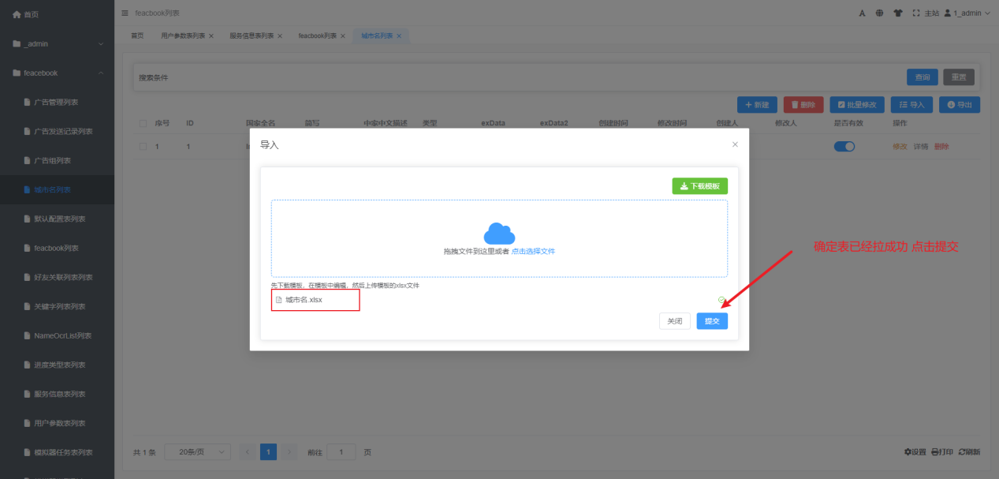 首页
feacbook列表
主站 1_admin
首页 用户参数表列表 服务信息表列表 feacbook列表 城市名列表
_admin
feacebook
广告管理列表
广告发送记录列表
广告组列表
城市名列表
默认配置表列表
feacbook列表
好友关联列表列表
关键字列表列表
NameOcrList列表
进度类型表列表
服务信息表列表
用户参数表列表
模拟器任务表列表
搜索条件 查询 重置
新建 删除 批量修改 导入 导出
序号 ID 国家全名 简写 中家中文描述 类型 exData exData2 创建时间 修改时间 创建人 修改人 是否有效 操作
1 1 修改 详情 删除
导入
下载模板
拖拽文件到这里或者 点击选择文件
先下载模板，在模板中编辑，然后上传模板的xlsx文件
城市名.xlsx
关闭 提交
确定表已经拉成功 点击提交
共 1 条 20条/页 1 前往 1 页 设置 打印 刷新